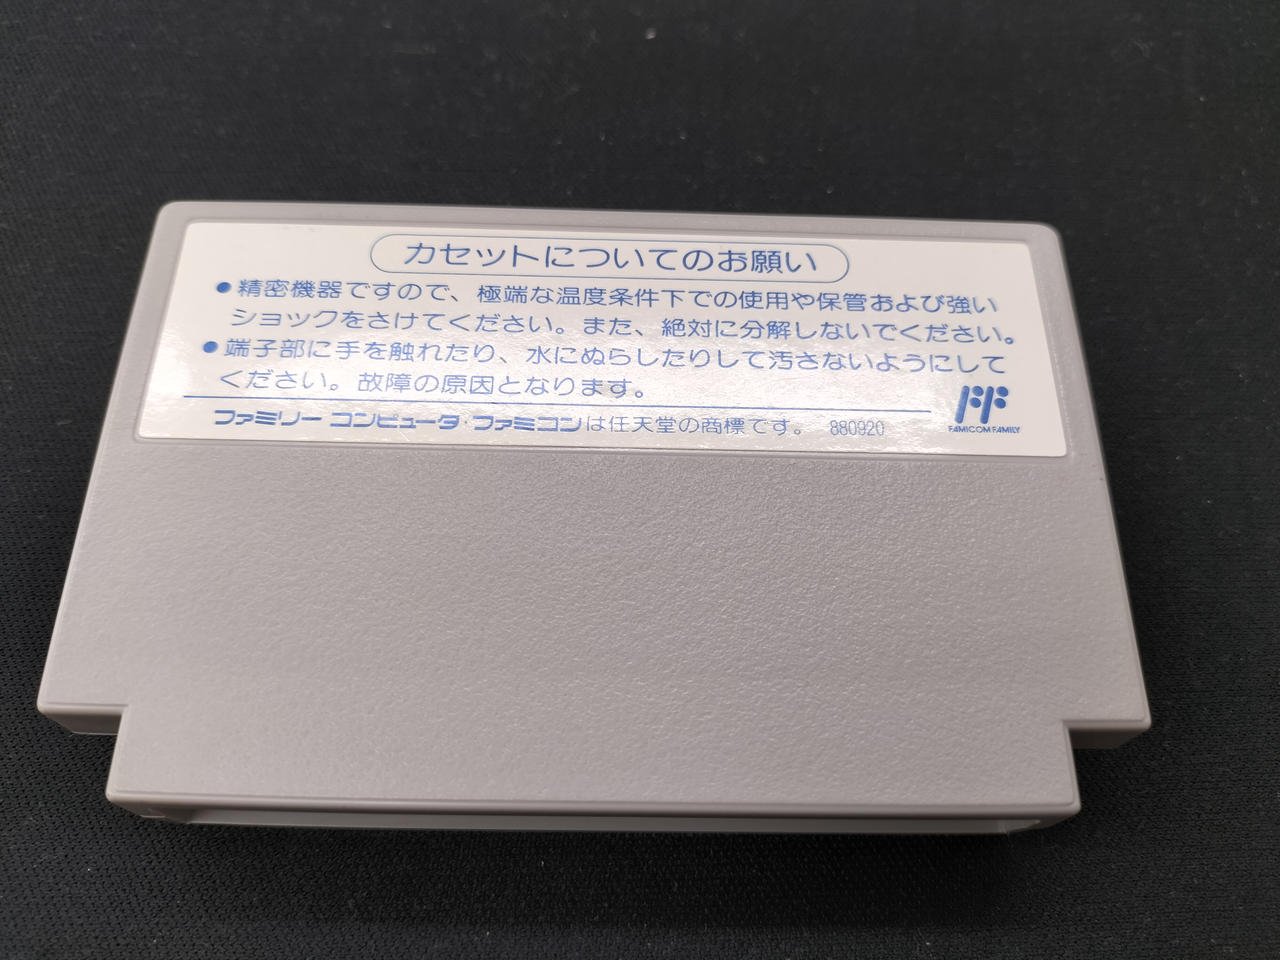 カセットについてのお願い
●精密機器ですので、極端な温度条件下での使用や保管および強い
ショックをさけてください。また、絶対に分解しないでください。
●端子部に手を触れたり、水にぬらしたりして汚さないようにして
ください。故障の原因となります。
ファミリーコンピュータ・ファミコンは任天堂の商標です。 880920
FF
FAMICOM FAMILY